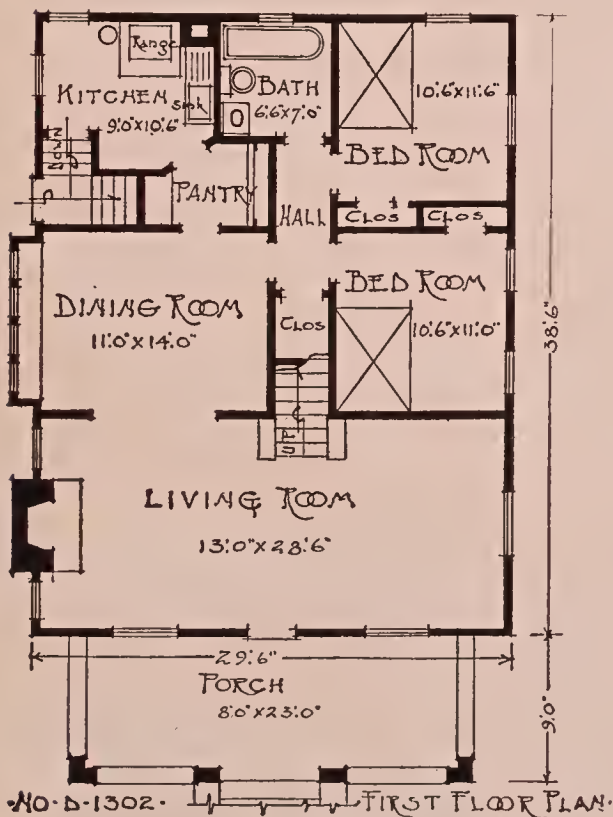 Range
KITCHEN
Sink
9'0"X10'6"
BATH
6'6"X7'0"
10'6"X11'6"
BED ROOM
DOWN
PANTRY
HALL
CLOS
CLOS
DINING ROOM
11'0"X14'0"
BED ROOM
CLOS
10'6"X11'0"
38'6"
UP
LIVING ROOM
13'0"X28'6"
29'6"
PORCH
8'0"X23'0"
9'0"
·NO·D-1302·
FIRST FLOOR PLAN·